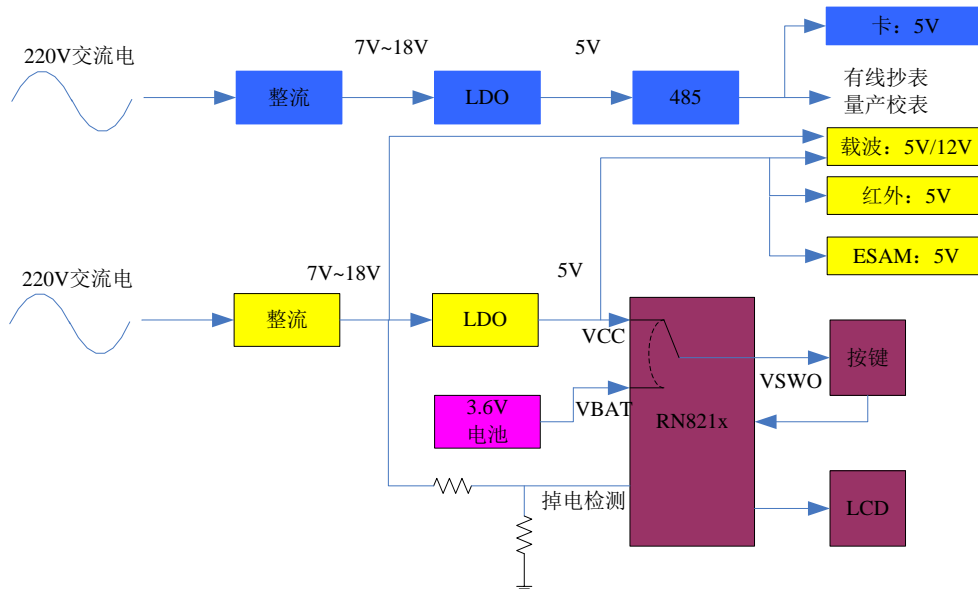 220V交流电
7V~18V
5V
卡：5V
整流
LDO
485
有线抄表
量产校表
载波：5V/12V
红外：5V
ESAM：5V
220V交流电
7V~18V
5V
整流
LDO
VCC
VSWO
按键
3.6V
电池
VBAT
RN821x
掉电检测
LCD